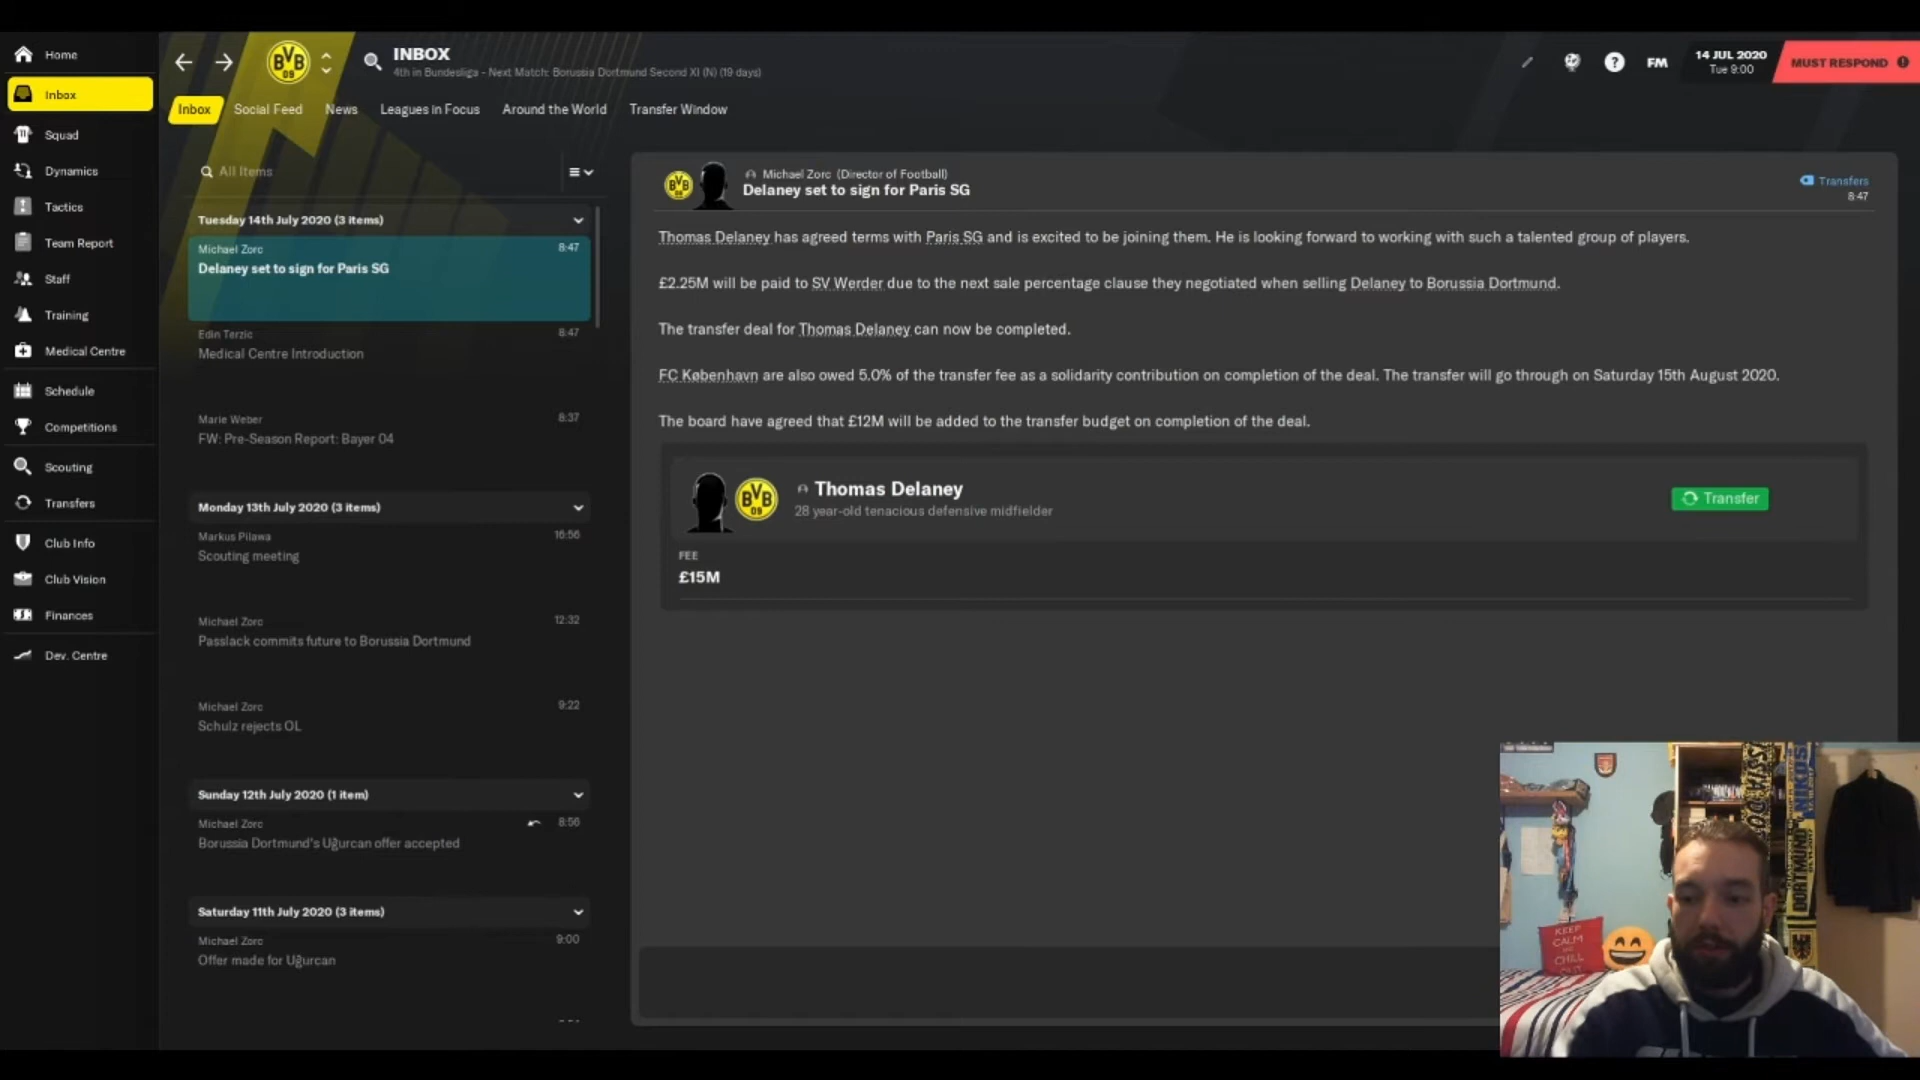 Home
Inbox
Squad
Dynamics
Tactics
Team Report
Staff
Training
Medical Centre
Schedule
Competitions
Scouting
Transfers
Club Info
Club Vision
Finances
Dev. Centre
BVB 09
INBOX
4th in Bundesliga - Next Match: Borussia Dortmund Second XI (N) (19 days)
?
FM
14 JUL 2020
Tue 9:00
MUST RESPOND
Inbox Social Feed News Leagues in Focus Around the World Transfer Window
All Items
Tuesday 14th July 2020 (3 items)
Michael Zorc 8:47
Delaney set to sign for Paris SG
Edin Terzic 8:47
Medical Centre Introduction
Marie Weber 8:37
FW: Pre-Season Report: Bayer 04
Monday 13th July 2020 (3 items)
Markus Pilawa 16:56
Scouting meeting
Michael Zorc 12:32
Passlack commits future to Borussia Dortmund
Michael Zorc 9:22
Schulz rejects OL
Sunday 12th July 2020 (1 item)
Michael Zorc 8:56
Borussia Dortmund's Uğurcan offer accepted
Saturday 11th July 2020 (3 items)
Michael Zorc 9:00
Offer made for Uğurcan
BVB 09
Michael Zorc (Director of Football)
Delaney set to sign for Paris SG
Transfers
8:47
Thomas Delaney has agreed terms with Paris SG and is excited to be joining them. He is looking forward to working with such a talented group of players.
£2.25M will be paid to SV Werder due to the next sale percentage clause they negotiated when selling Delaney to Borussia Dortmund.
The transfer deal for Thomas Delaney can now be completed.
FC København are also owed 5.0% of the transfer fee as a solidarity contribution on completion of the deal. The transfer will go through on Saturday 15th August 2020.
The board have agreed that £12M will be added to the transfer budget on completion of the deal.
BVB 09
Thomas Delaney
28 year-old tenacious defensive midfielder
Transfer
FEE
£15M
KEEP
CALM
CHILL
NIKOS
DORTMUND